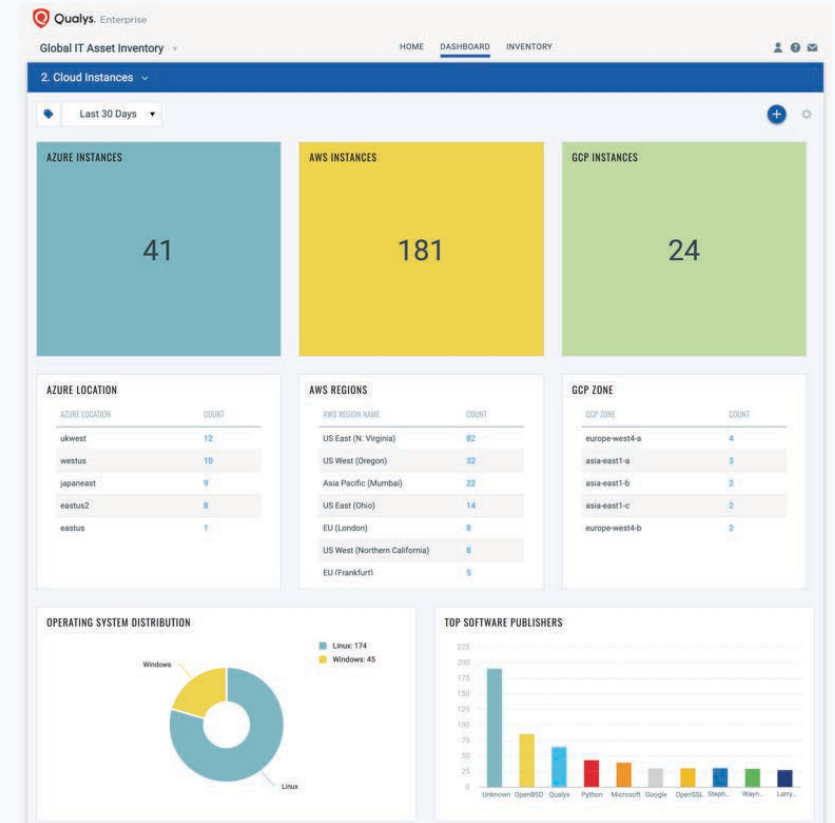 Qualys. Enterprise
Global IT Asset Inventory
HOME DASHBOARD INVENTORY
2. Cloud Instances
Last 30 Days
AZURE INSTANCES
41
AWS INSTANCES
181
GCP INSTANCES
24
AZURE LOCATION
AZURE LOCATION COUNT
ukwest 12
westus 10
japaneast 9
eastus2 8
eastus 1
AWS REGIONS
AWS REGION NAME COUNT
US East (N. Virginia) 82
US West (Oregon) 32
Asia Pacific (Mumbai) 22
US East (Ohio) 14
EU (London) 8
US West (Northern California) 8
EU (Frankfurt) 5
GCP ZONE
GCP ZONE COUNT
europe-west4-a 4
asia-east1-a 3
asia-east1-b 2
asia-east1-c 2
europe-west4-b 2
OPERATING SYSTEM DISTRIBUTION
Linux: 174
Windows: 45
Windows
Linux
TOP SOFTWARE PUBLISHERS
225
200
175
150
125
100
75
50
25
0
Unknown OpenBSD Qualys Python Microsoft Google OpenSSL Steph... Wayn... Larry...